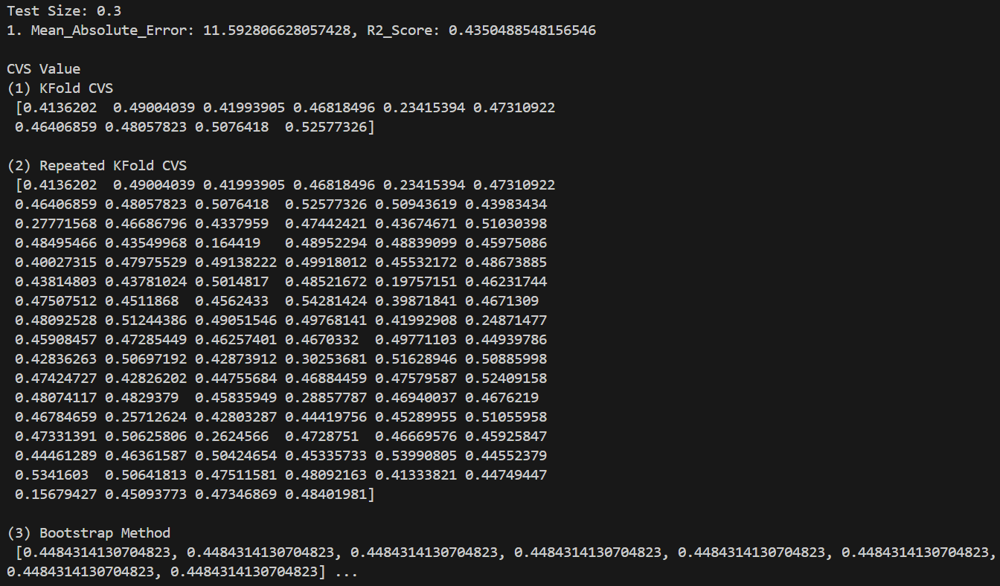 Test Size: 0.3
1. Mean_Absolute_Error: 11.592806628057428, R2_Score: 0.4350488548156546
CVS Value
(1) KFold CVS
[0.4136202  0.49004039 0.41993905 0.46818496 0.23415394 0.47310922
0.46406859 0.48057823 0.5076418  0.52577326]
(2) Repeated KFold CVS
[0.4136202  0.49004039 0.41993905 0.46818496 0.23415394 0.47310922
0.46406859 0.48057823 0.5076418  0.52577326 0.50943619 0.43983434
0.27771568 0.46686796 0.4337959  0.47442421 0.43674671 0.51030398
0.48495466 0.43549968 0.164419   0.48952294 0.48839099 0.45975086
0.40027315 0.47975529 0.49138222 0.49918012 0.45532172 0.48673885
0.43814803 0.43781024 0.5014817  0.48521672 0.19757151 0.46231744
0.47507512 0.4511868  0.4562433  0.54281424 0.39871841 0.4671309
0.48092528 0.51244386 0.49051546 0.49768141 0.41992908 0.24871477
0.45908457 0.47285449 0.46257401 0.4670332  0.49771103 0.44939786
0.42836263 0.50697192 0.42873912 0.30253681 0.51628946 0.50885998
0.47424727 0.42826202 0.44755684 0.46884459 0.47579587 0.52409158
0.48074117 0.4829379  0.45835949 0.28857787 0.46940037 0.4676219
0.46784659 0.25712624 0.42803287 0.44419756 0.45289955 0.51055958
0.47331391 0.50625806 0.2624566  0.4728751  0.46669576 0.45925847
0.44461289 0.46361587 0.50424654 0.45335733 0.53990805 0.44552379
0.5341603  0.50641813 0.47511581 0.48092163 0.41333821 0.44749447
0.15679427 0.45093773 0.47346869 0.48401981]
(3) Bootstrap Method
[0.4484314130704823, 0.4484314130704823, 0.4484314130704823, 0.4484314130704823, 0.4484314130704823, 0.4484314130704823,
0.4484314130704823, 0.4484314130704823] ...